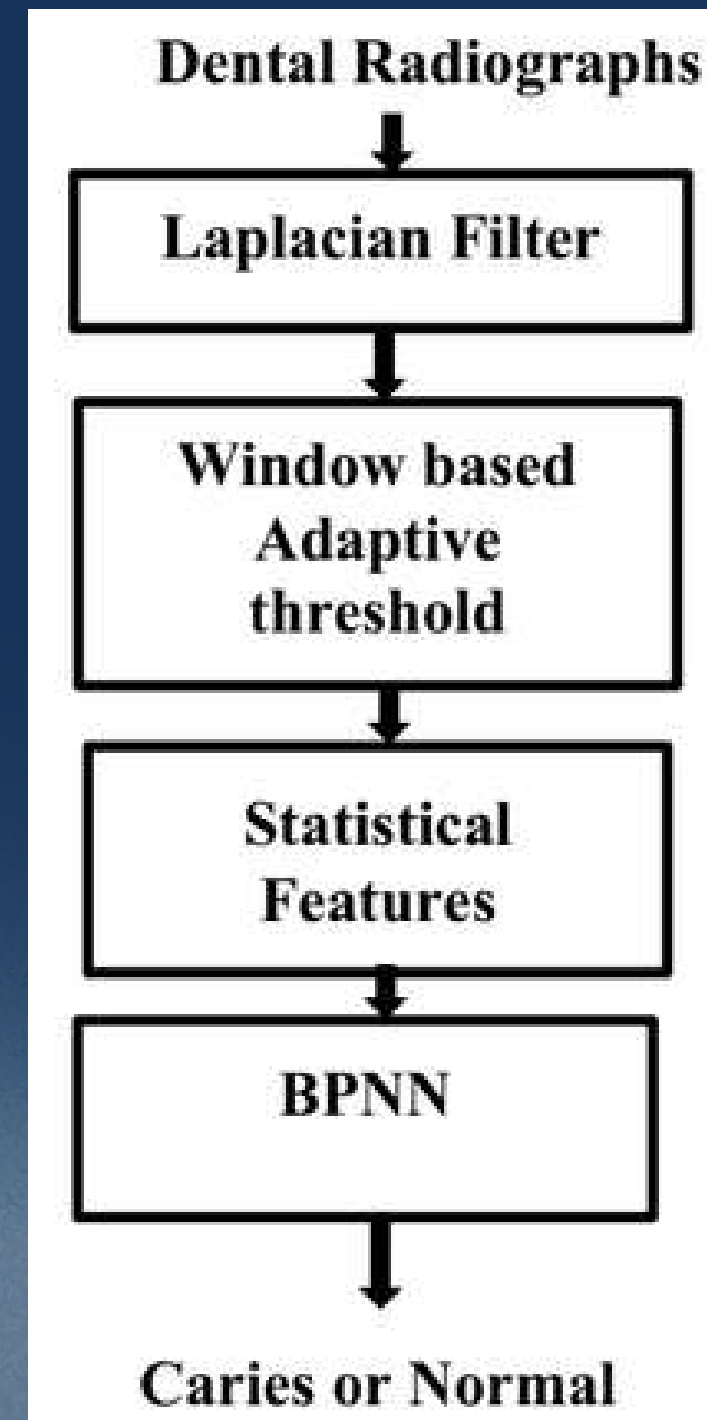 Dental Radiographs
Laplacian Filter
Window based
Adaptive
threshold
Statistical
Features
BPNN
Caries or Normal